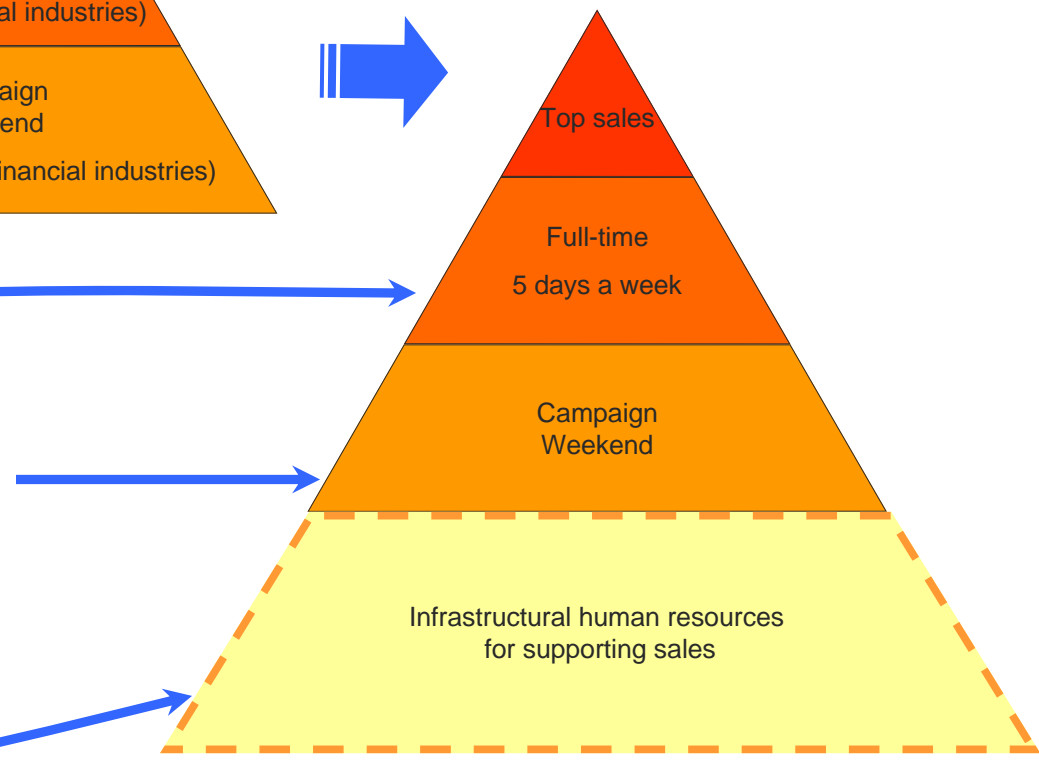 al industries)
aign
end
inancial industries)
Top sales
Full-time
5 days a week
Campaign
Weekend
Infrastructural human resources
for supporting sales